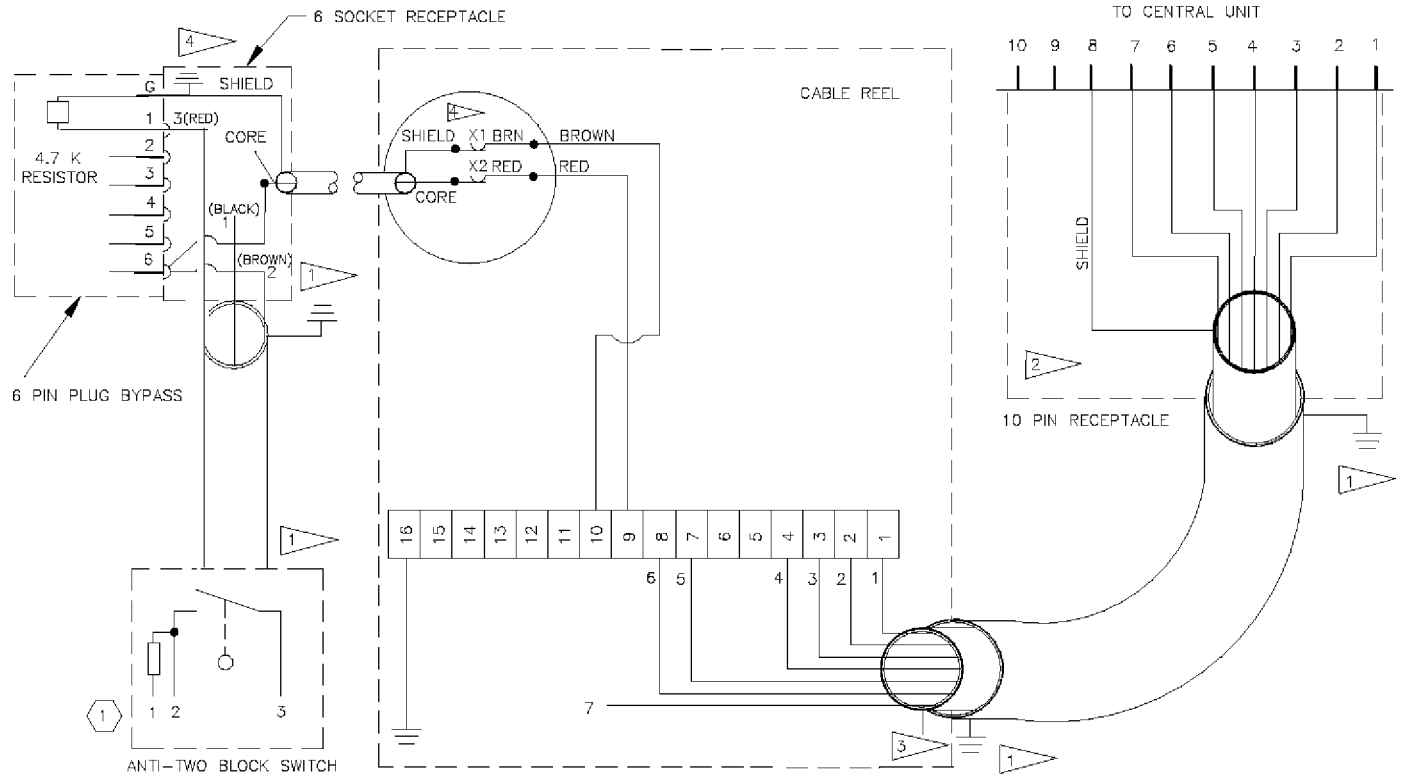 6 SOCKET RECEPTACLE
TO CENTRAL UNIT
4
10 9 8 7 6 5 4 3 2 1
G
SHIELD
CABLE REEL
4
1
3(RED)
CORE
SHIELD X1 BRN BROWN
2
4.7 K
RESISTOR
3
X2 RED RED
CORE
4
(BLACK)
1
5
6
(BROWN)
2
1
SHIELD
2
6 PIN PLUG BYPASS
10 PIN RECEPTACLE
1
16 15 14 13 12 11 10 9 8 7 6 5 4 3 2 1
1
6 5 4 3 2 1
1 2 3
1
7
3
1
ANTI-TWO BLOCK SWITCH